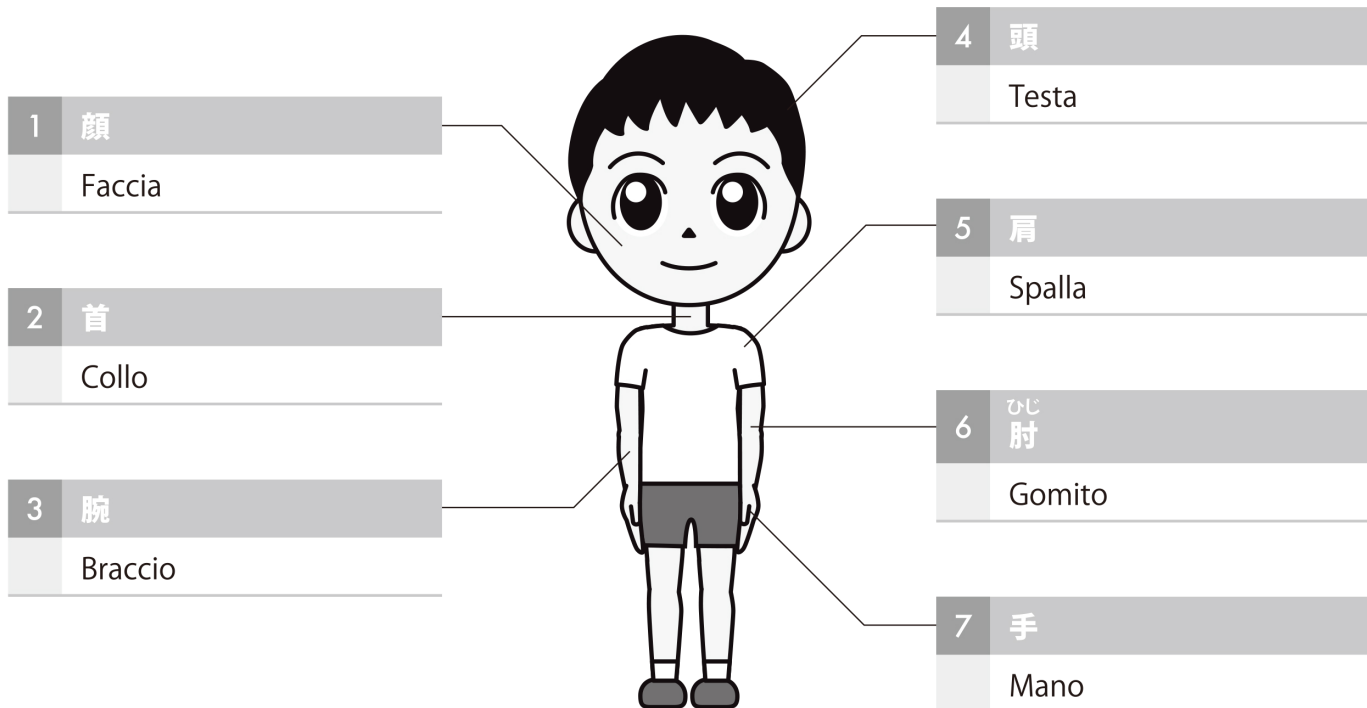 1 顔
Faccia
2 首
Collo
3 腕
Braccio
4 頭
Testa
5 肩
Spalla
ひじ
6 肘
Gomito
7 手
Mano